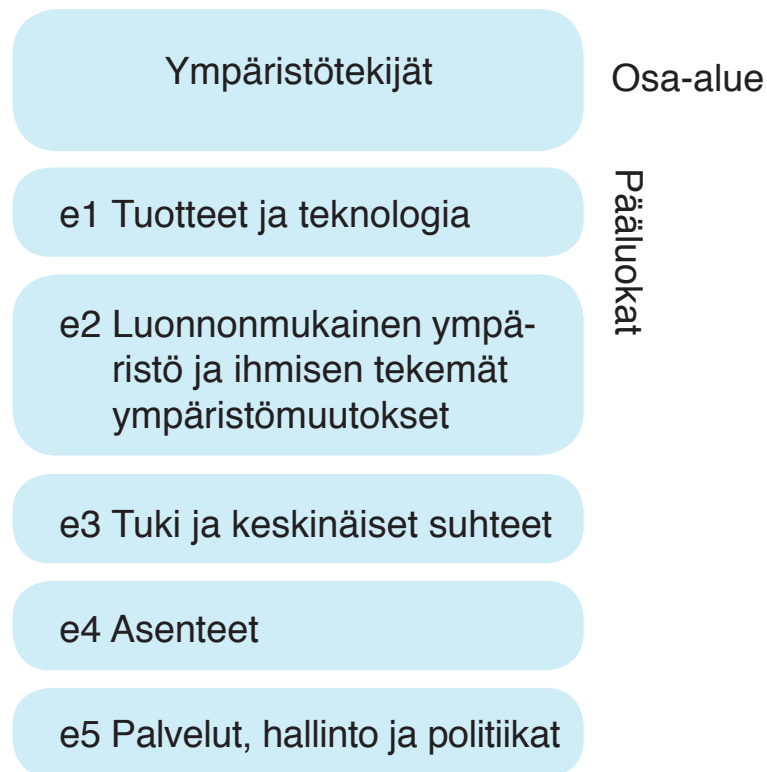 Ympäristötekijät
Osa-alue
Pääluokat
e1 Tuotteet ja teknologia
e2 Luonnonmukainen ympä-
ristö ja ihmisen tekemät
ympäristömuutokset
e3 Tuki ja keskinäiset suhteet
e4 Asenteet
e5 Palvelut, hallinto ja politiikat